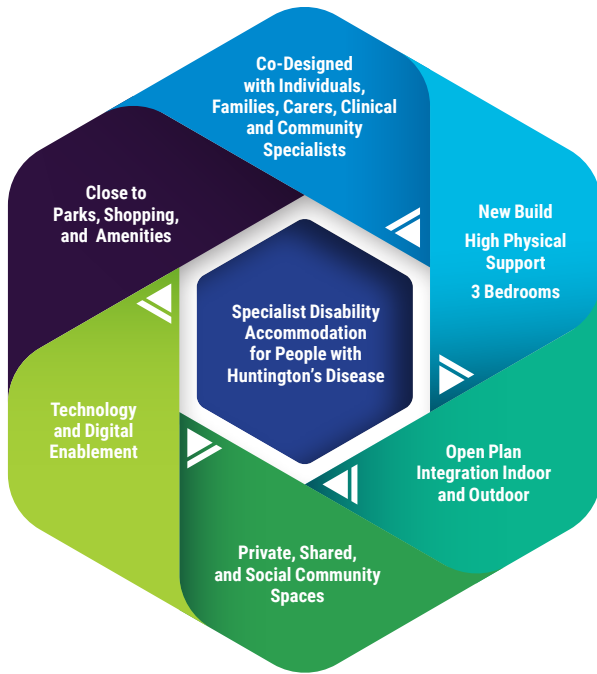 Co-Designed
with Individuals,
Families, Carers, Clinical
and Community
Specialists
New Build
High Physical
Support
3 Bedrooms
Open Plan
Integration Indoor
and Outdoor
Private, Shared,
and Social Community
Spaces
Technology
and Digital
Enablement
Close to
Parks, Shopping,
and Amenities
Specialist Disability
Accommodation
for People with
Huntington's Disease